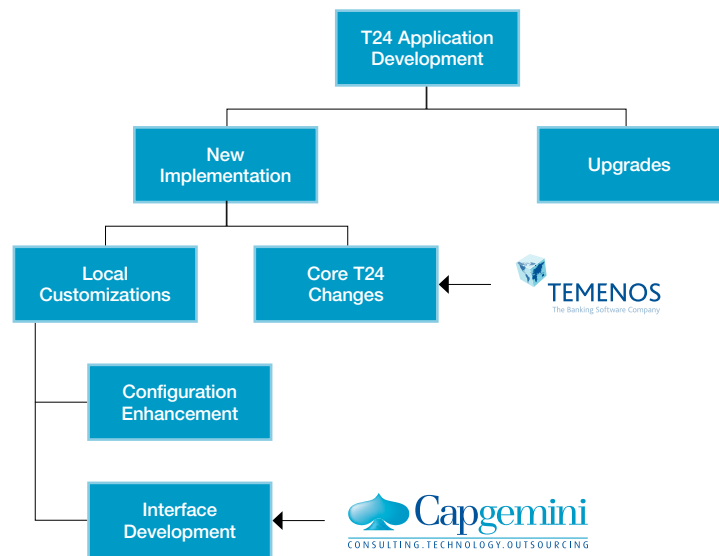 T24 Application
Development
New
Implementation
Upgrades
Local
Customizations
Core T24
Changes
TEMENOS
The Banking Software Company
Configuration
Enhancement
Interface
Development
Capgemini
CONSULTING.TECHNOLOGY.OUTSOURCING